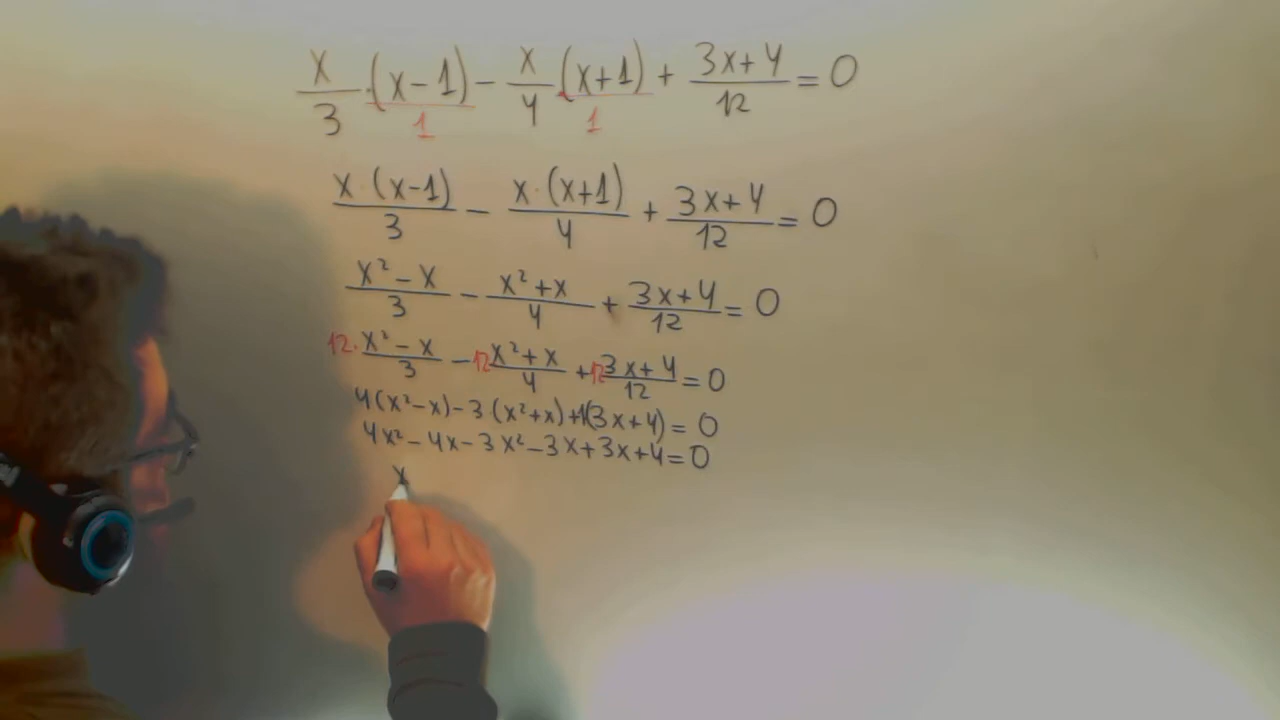 x/3 · (x-1)/1 - x/4 · (x+1)/1 + (3x+4)/12 = 0
x·(x-1)/3 - x·(x+1)/4 + (3x+4)/12 = 0
(x²-x)/3 - (x²+x)/4 + (3x+4)/12 = 0
12·(x²-x)/3 - 12(x²+x)/4 + 12(3x+4)/12 = 0
4(x²-x)-3(x²+x)+1(3x+4)=0
4x²-4x-3x²-3x+3x+4=0
x